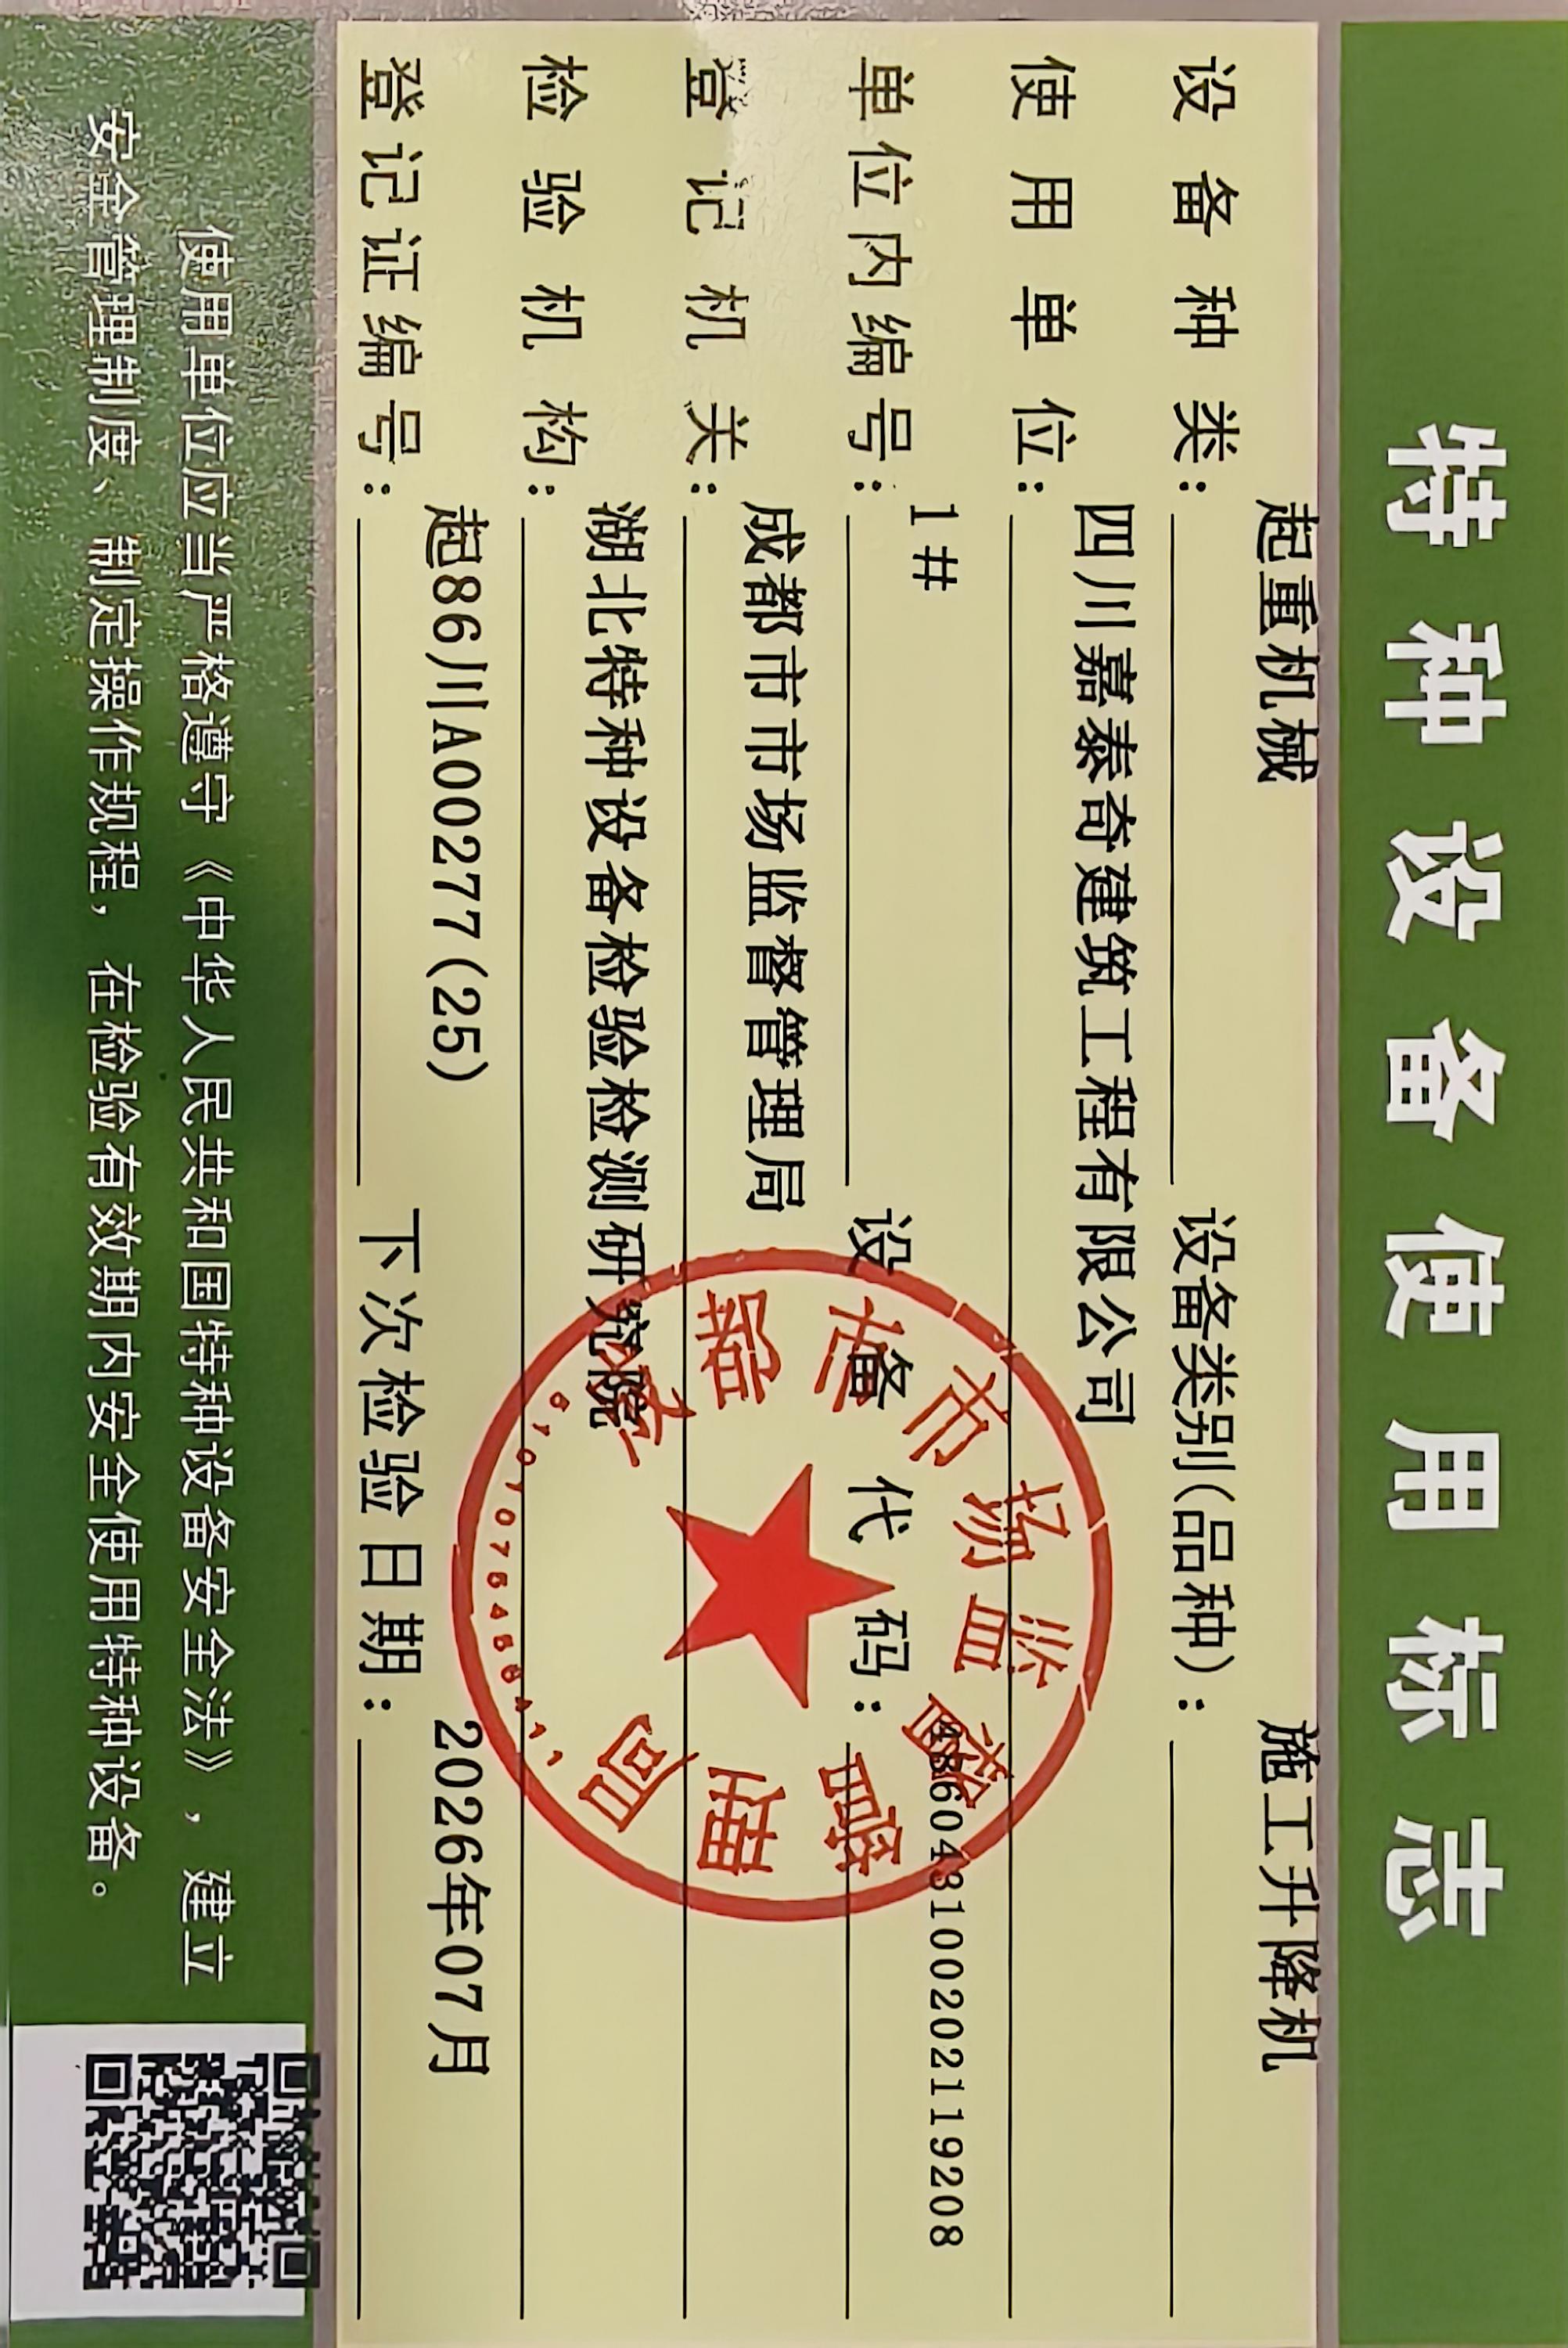 特种设备使用标志
设备种类：起重机械 设备类别(品种)：施工升降机
使用单位：四川嘉泰奇建筑工程有限公司
单位内编号：1# 设备代码：48604310020202119208
登记机关：成都市市场监督管理局
检验机构：湖北特种设备检验检测研究院
登记证编号：起86川A00277(25) 下次检验日期：2026年07月
市场监督管理局
使用单位应当严格遵守《中华人民共和国特种设备安全法》，建立
安全管理制度、制定操作规程，在检验有效期内安全使用特种设备。